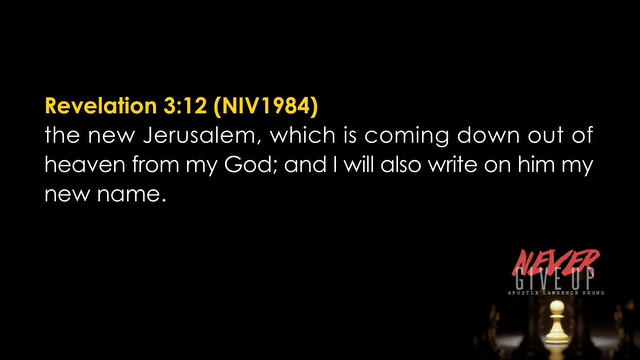 Revelation 3:12 (NIV1984)
the new Jerusalem, which is coming down out of
heaven from my God; and I will also write on him my
new name.
NEVER
GIVE UP
APOSTLE LAWRENCE KHONG